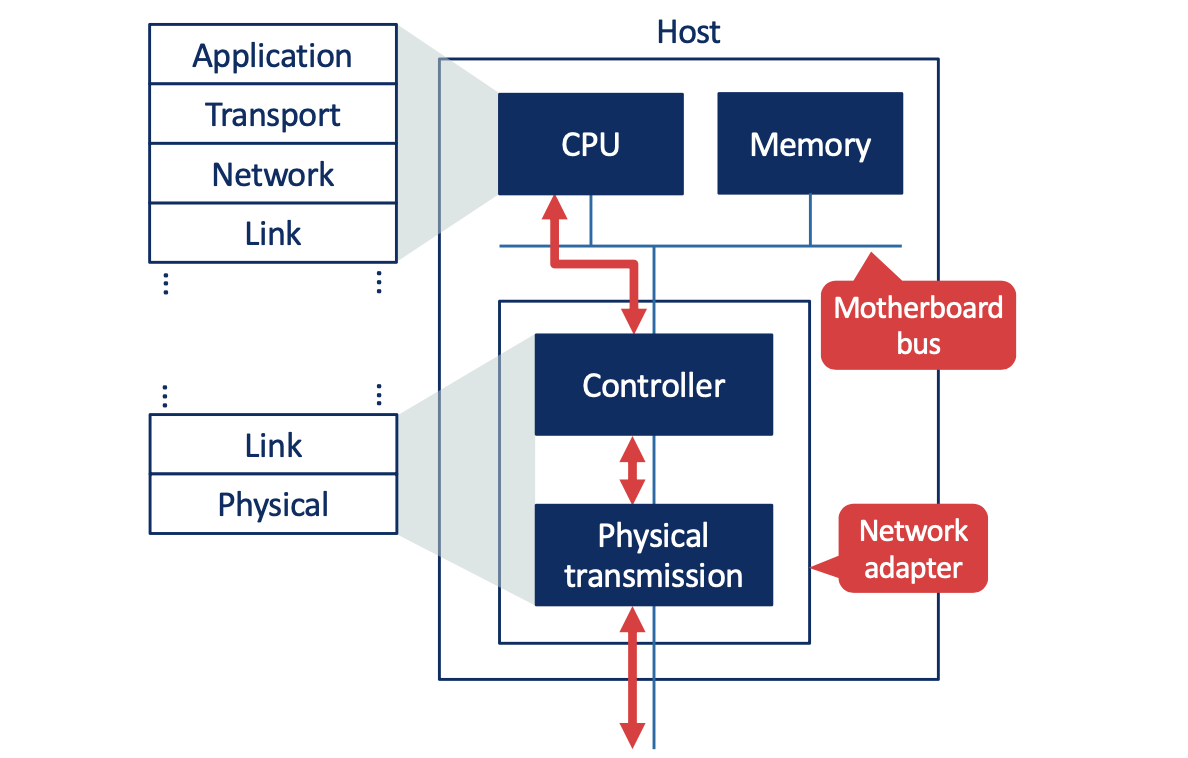 Host
Application
Transport
Network
Link
CPU
Memory
Motherboard
bus
Controller
Link
Physical
Physical
transmission
Network
adapter